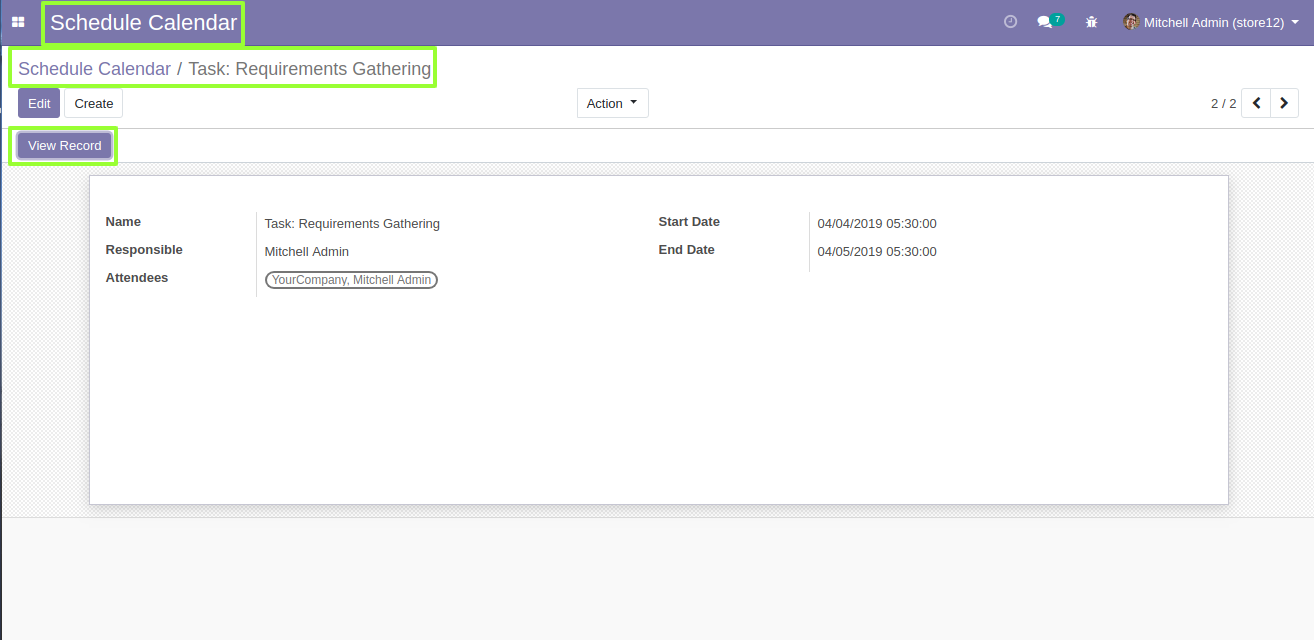 Schedule Calendar 7 Mitchell Admin (store12)
Schedule Calendar / Task: Requirements Gathering
Edit Create Action 2 / 2
View Record
Name Task: Requirements Gathering Start Date 04/04/2019 05:30:00
Responsible Mitchell Admin End Date 04/05/2019 05:30:00
Attendees YourCompany, Mitchell Admin